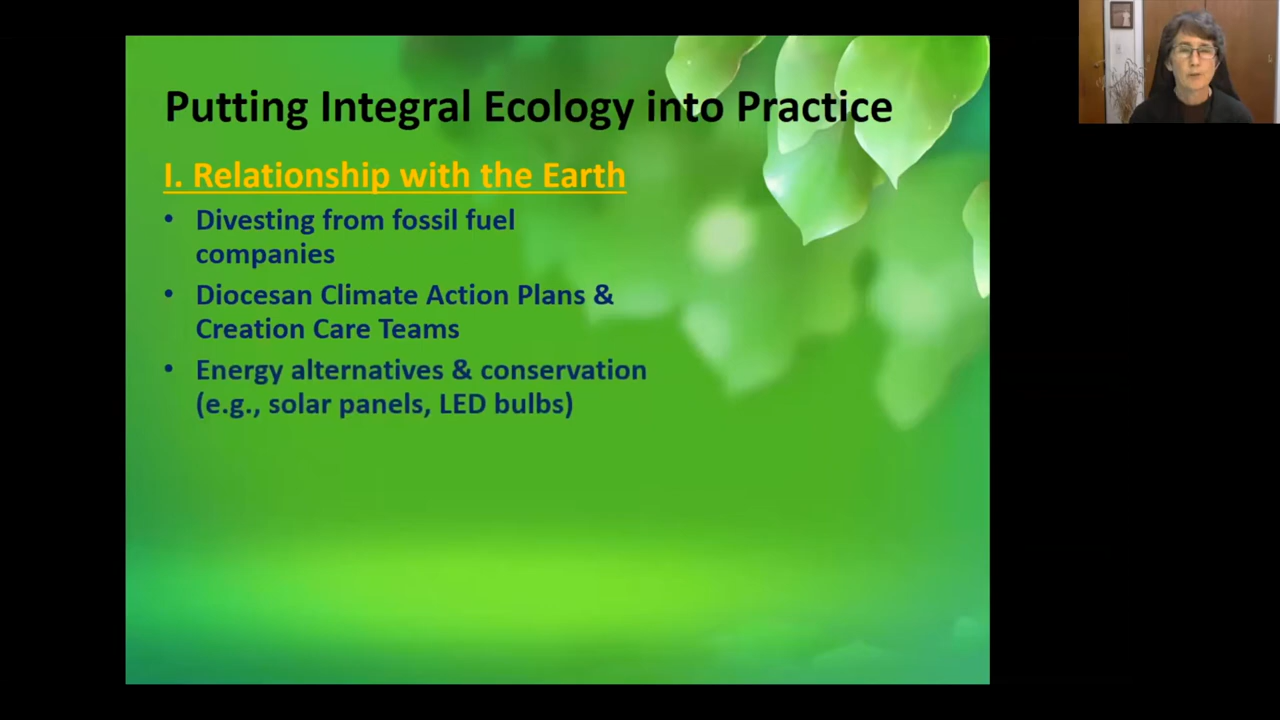 Putting Integral Ecology into Practice
I. Relationship with the Earth
• Divesting from fossil fuel
companies
• Diocesan Climate Action Plans &
Creation Care Teams
• Energy alternatives & conservation
(e.g., solar panels, LED bulbs)